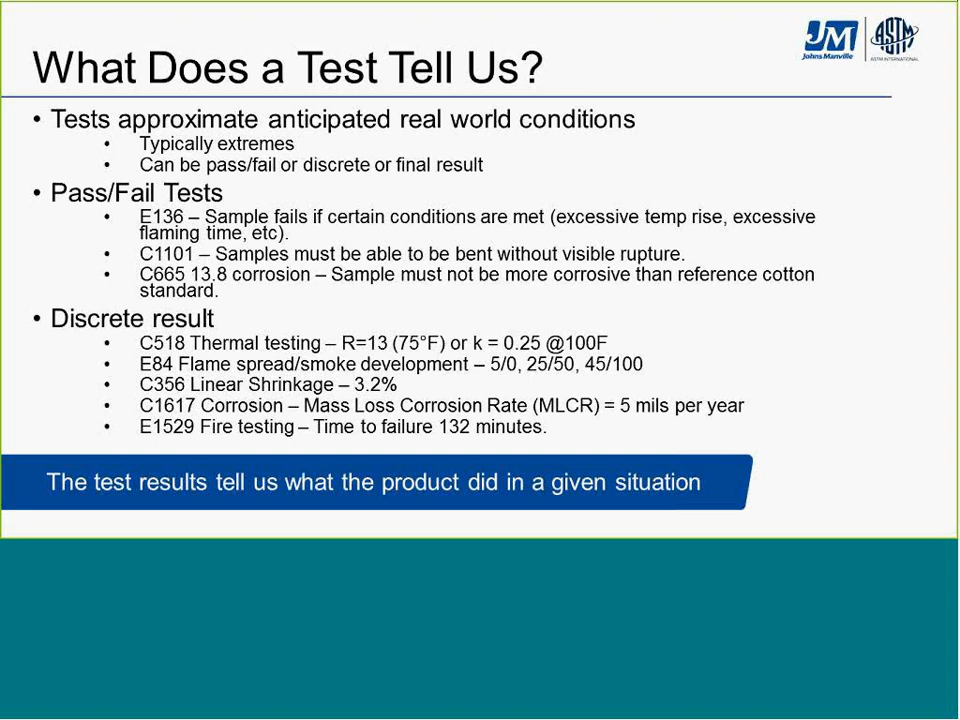 JM
Johns Manville
ASTM
ASTM INTERNATIONAL
What Does a Test Tell Us?
• Tests approximate anticipated real world conditions
• Typically extremes
• Can be pass/fail or discrete or final result
• Pass/Fail Tests
• E136 – Sample fails if certain conditions are met (excessive temp rise, excessive
flaming time, etc).
• C1101 – Samples must be able to be bent without visible rupture.
• C665 13.8 corrosion – Sample must not be more corrosive than reference cotton
standard.
• Discrete result
• C518 Thermal testing – R=13 (75°F) or k = 0.25 @100F
• E84 Flame spread/smoke development – 5/0, 25/50, 45/100
• C356 Linear Shrinkage – 3.2%
• C1617 Corrosion – Mass Loss Corrosion Rate (MLCR) = 5 mils per year
• E1529 Fire testing – Time to failure 132 minutes.
The test results tell us what the product did in a given situation